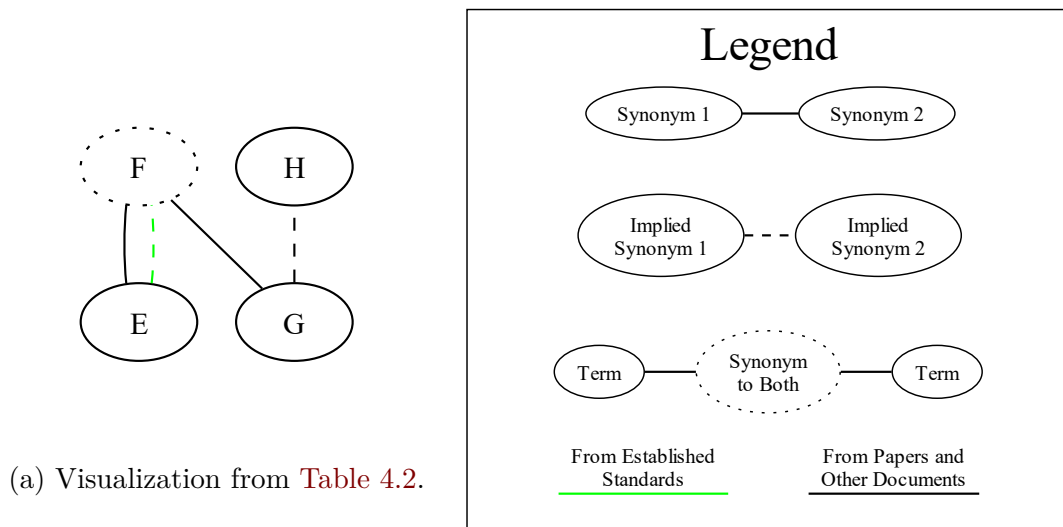 F
H
E
G
(a) Visualization from Table 4.2.
Legend
Synonym 1
Synonym 2
Implied
Synonym 1
Implied
Synonym 2
Term
Synonym
to Both
Term
From Established
Standards
From Papers and
Other Documents